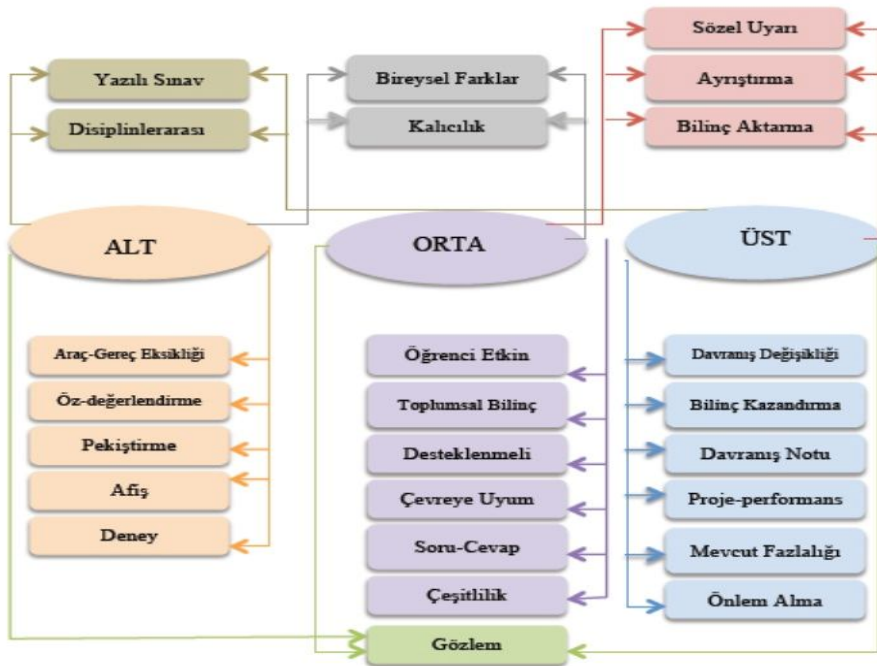 Sözel Uyarı
Yazılı Sınav
Bireysel Farklar
Ayrıştırma
Disiplinlerarası
Kalıcılık
Bilinç Aktarma
ALT
ORTA
ÜST
Araç-Gereç Eksikliği
Öğrenci Etkin
Davranış Değişikliği
Öz-değerlendirme
Toplumsal Bilinç
Bilinç Kazandırma
Pekiştirme
Desteklenmeli
Davranış Notu
Afiş
Çevreye Uyum
Proje-performans
Deney
Soru-Cevap
Mevcut Fazlalığı
Çeşitlilik
Önlem Alma
Gözlem